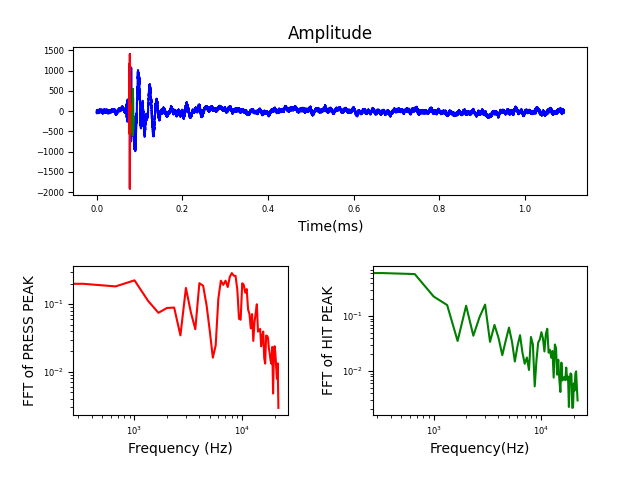 Amplitude
1500
1000
500
0
−500
−1000
−1500
−2000
0.0 0.2 0.4 0.6 0.8 1.0
Time(ms)
FFT of PRESS PEAK
10⁻¹
10⁻²
10³ 10⁴
Frequency (Hz)
FFT of HIT PEAK
10⁻¹
10⁻²
10³ 10⁴
Frequency(Hz)